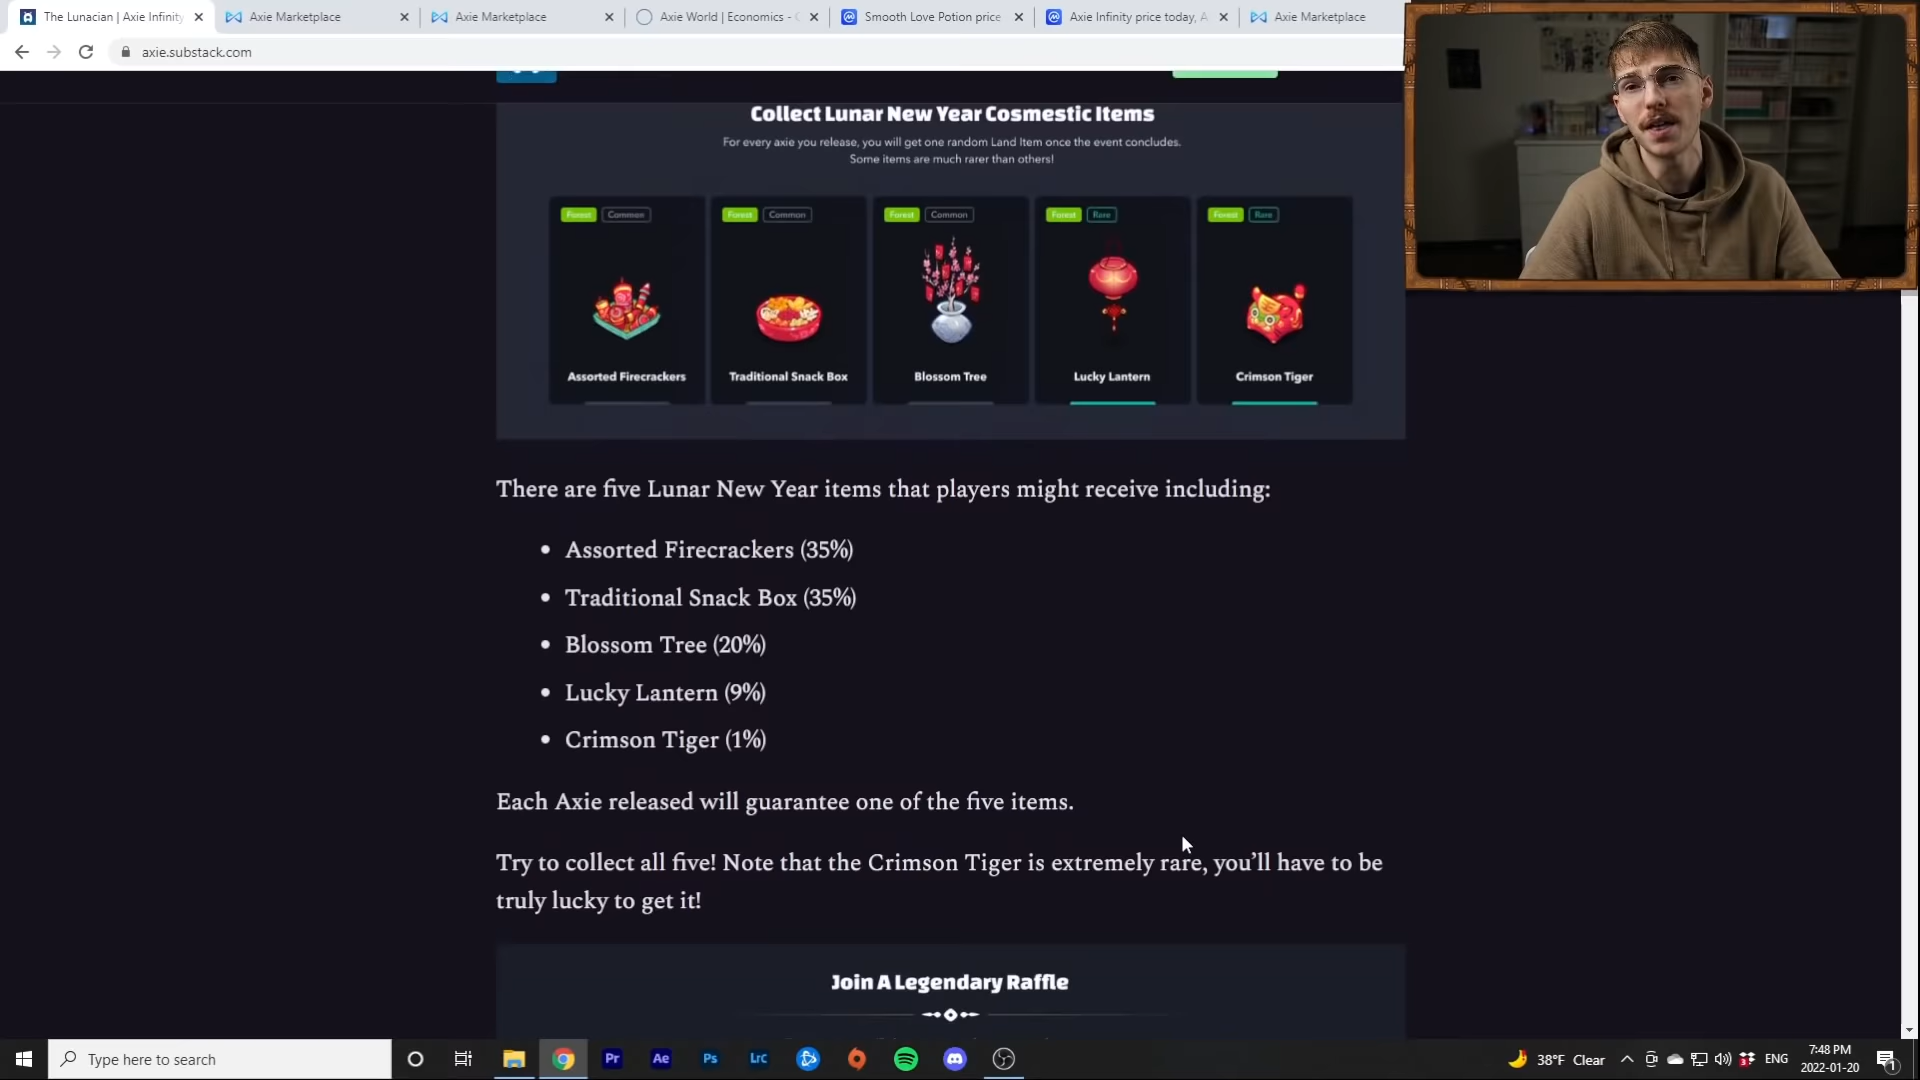 The Lunacian | Axie Infinity
Axie Marketplace
Axie Marketplace
Axie World | Economics -
Smooth Love Potion price
Axie Infinity price today, A
Axie Marketplace
axie.substack.com
Collect Lunar New Year Cosmestic Items
For every axie you release, you will get one random Land Item once the event concludes.
Some items are much rarer than others!
Forest Common
Forest Common
Forest Common
Forest Rare
Forest Rare
Assorted Firecrackers
Traditional Snack Box
Blossom Tree
Lucky Lantern
Crimson Tiger
There are five Lunar New Year items that players might receive including:
• Assorted Firecrackers (35%)
• Traditional Snack Box (35%)
• Blossom Tree (20%)
• Lucky Lantern (9%)
• Crimson Tiger (1%)
Each Axie released will guarantee one of the five items.
Try to collect all five! Note that the Crimson Tiger is extremely rare, you’ll have to be
truly lucky to get it!
Join A Legendary Raffle
Type here to search
Pr
Ae
Ps
Lrc
38°F Clear
ENG
7:48 PM
2022-01-20
1